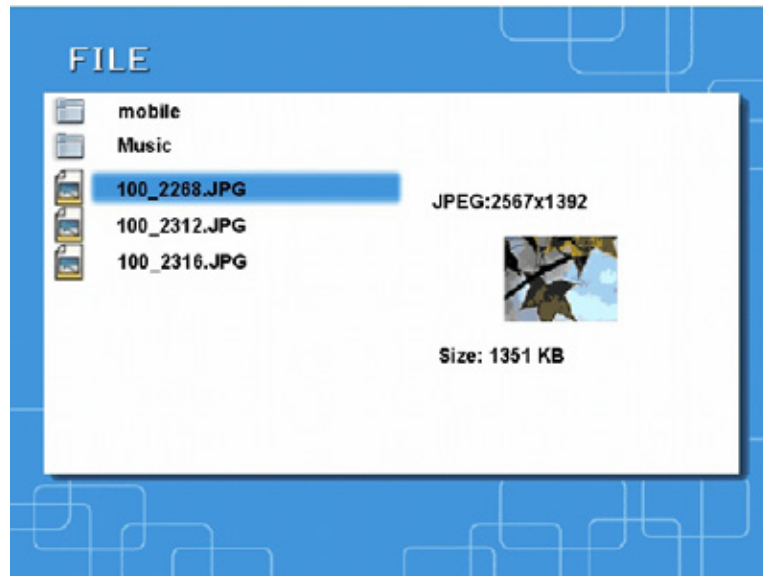 FILE
mobile
Music
100_2268.JPG
100_2312.JPG
100_2316.JPG
JPEG:2567x1392
Size: 1351 KB